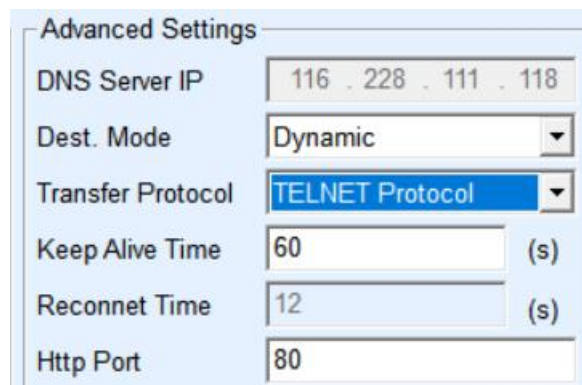 Advanced Settings
DNS Server IP 116 . 228 . 111 . 118
Dest. Mode Dynamic
Transfer Protocol TELNET Protocol
Keep Alive Time 60 (s)
Reconnet Time 12 (s)
Http Port 80